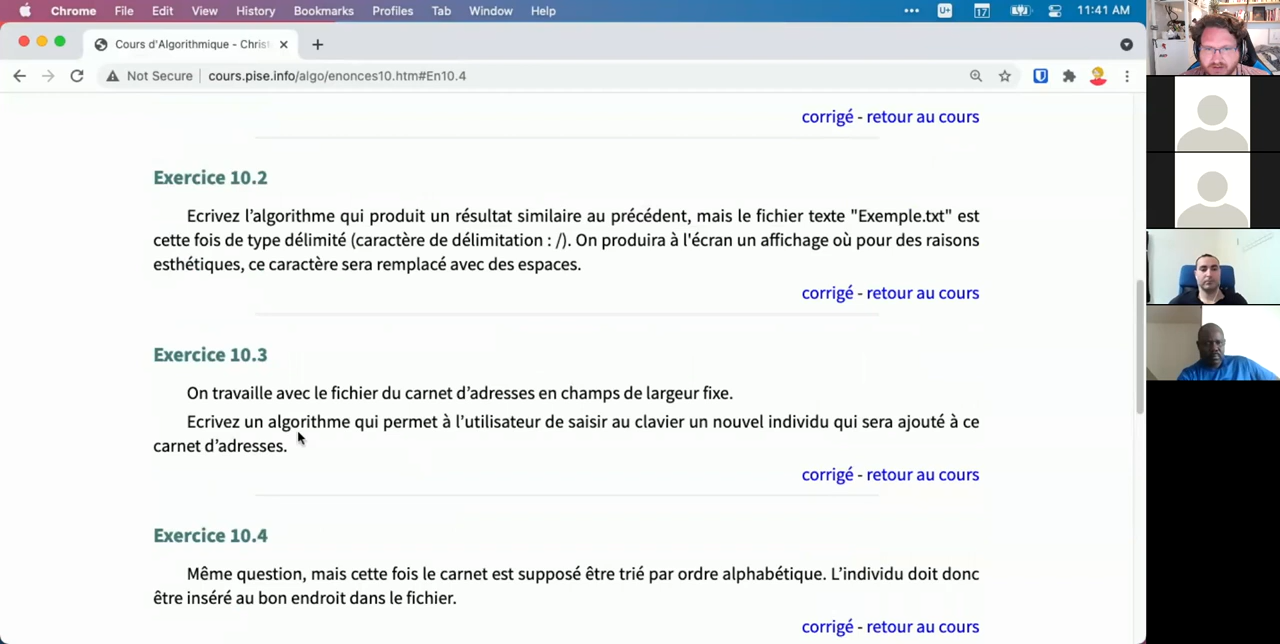 Chrome File Edit View History Bookmarks Profiles Tab Window Help ••• U+ 17 11:41 AM
Cours d'Algorithmique - Chris
Not Secure cours.pise.info/algo/enonces10.htm#En10.4
corrigé - retour au cours
Exercice 10.2
Ecrivez l’algorithme qui produit un résultat similaire au précédent, mais le fichier texte "Exemple.txt" est
cette fois de type délimité (caractère de délimitation : /). On produira à l'écran un affichage où pour des raisons
esthétiques, ce caractère sera remplacé avec des espaces.
corrigé - retour au cours
Exercice 10.3
On travaille avec le fichier du carnet d’adresses en champs de largeur fixe.
Ecrivez un algorithme qui permet à l’utilisateur de saisir au clavier un nouvel individu qui sera ajouté à ce
carnet d’adresses.
corrigé - retour au cours
Exercice 10.4
Même question, mais cette fois le carnet est supposé être trié par ordre alphabétique. L’individu doit donc
être inséré au bon endroit dans le fichier.
corrigé - retour au cours